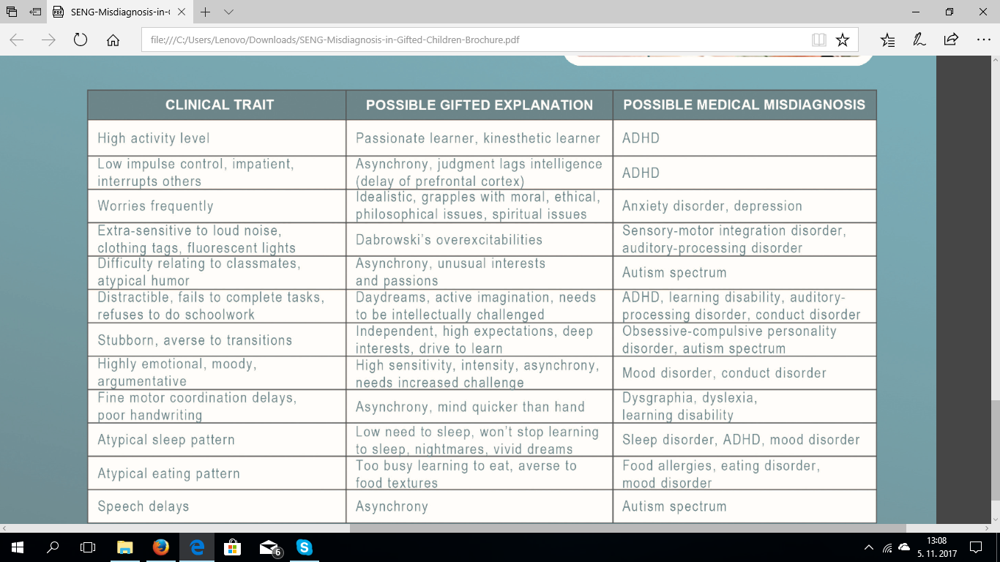 SENG-Misdiagnosis-in-G
file:///C:/Users/Lenovo/Downloads/SENG-Misdiagnosis-in-Gifted-Children-Brochure.pdf
CLINICAL TRAIT
POSSIBLE GIFTED EXPLANATION
POSSIBLE MEDICAL MISDIAGNOSIS
High activity level
Passionate learner, kinesthetic learner
ADHD
Low impulse control, impatient,
interrupts others
Asynchrony, judgment lags intelligence
(delay of prefrontal cortex)
ADHD
Worries frequently
Idealistic, grapples with moral, ethical,
philosophical issues, spiritual issues
Anxiety disorder, depression
Extra-sensitive to loud noise,
clothing tags, fluorescent lights
Dabrowski's overexcitabilities
Sensory-motor integration disorder,
auditory-processing disorder
Difficulty relating to classmates,
atypical humor
Asynchrony, unusual interests
and passions
Autism spectrum
Distractible, fails to complete tasks,
refuses to do schoolwork
Daydreams, active imagination, needs
to be intellectually challenged
ADHD, learning disability, auditory-
processing disorder, conduct disorder
Stubborn, averse to transitions
Independent, high expectations, deep
interests, drive to learn
Obsessive-compulsive personality
disorder, autism spectrum
Highly emotional, moody,
argumentative
High sensitivity, intensity, asynchrony,
needs increased challenge
Mood disorder, conduct disorder
Fine motor coordination delays,
poor handwriting
Asynchrony, mind quicker than hand
Dysgraphia, dyslexia,
learning disability
Atypical sleep pattern
Low need to sleep, won't stop learning
to sleep, nightmares, vivid dreams
Sleep disorder, ADHD, mood disorder
Atypical eating pattern
Too busy learning to eat, averse to
food textures
Food allergies, eating disorder,
mood disorder
Speech delays
Asynchrony
Autism spectrum
6
13:08
5. 11. 2017